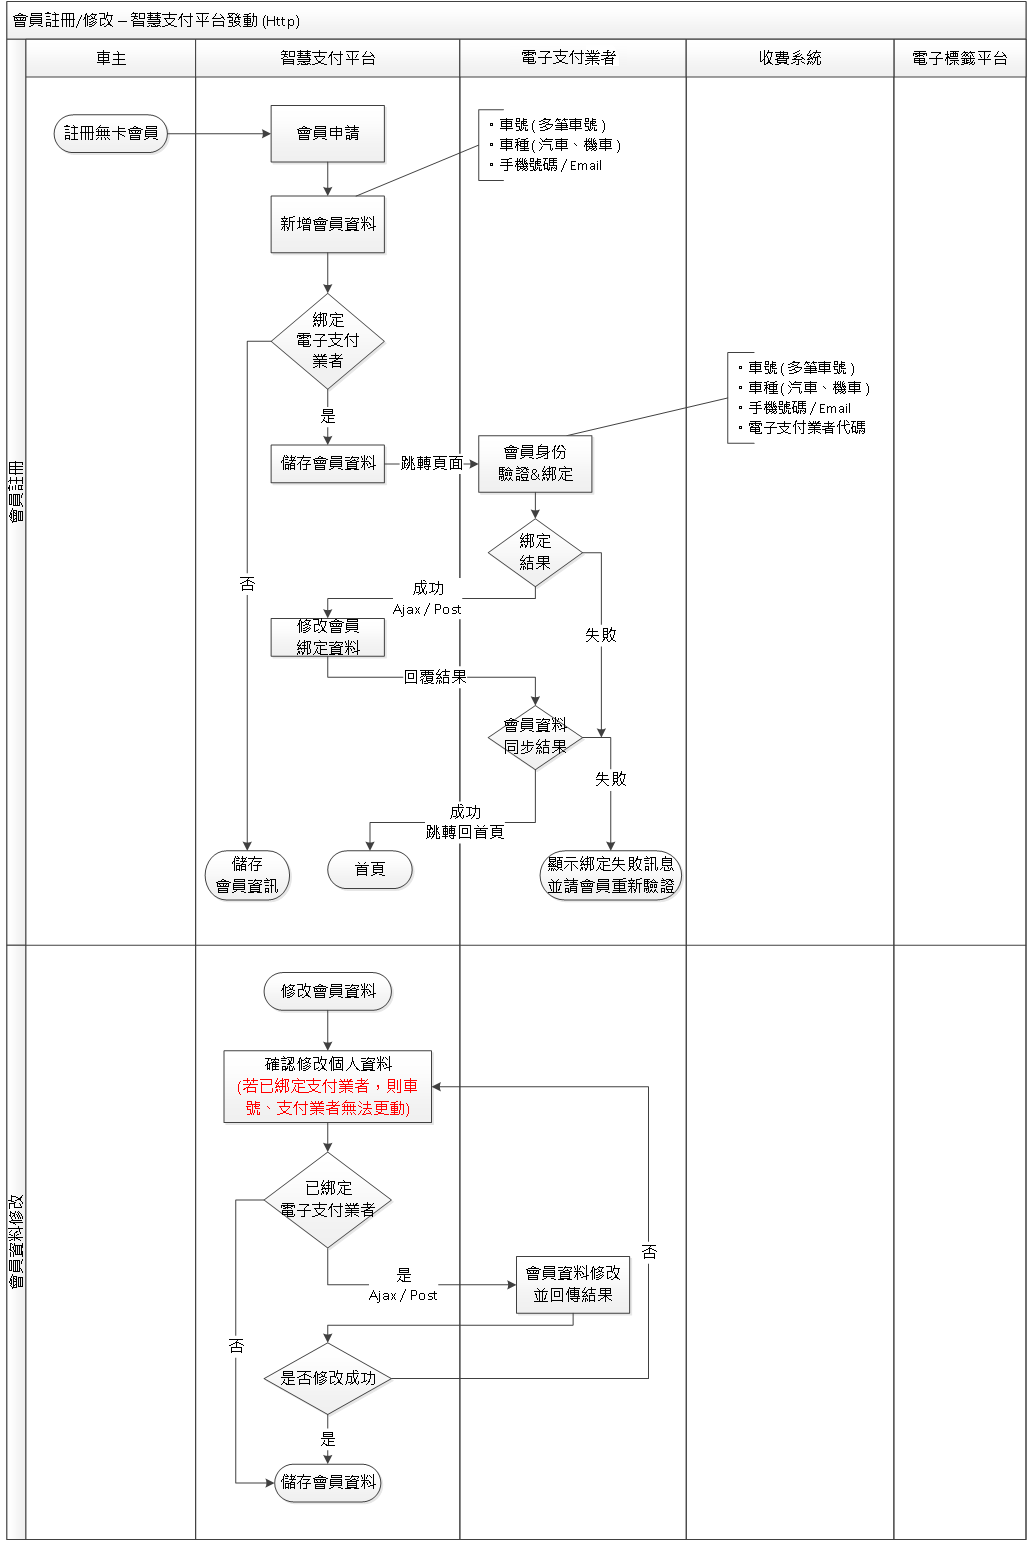 會員註冊/修改 – 智慧支付平台發動 (Http)
車主
智慧支付平台
電子支付業者
收費系統
電子標籤平台
會員註冊
註冊無卡會員
會員申請
▪車號 ( 多筆車號 )
▪車種 ( 汽車、機車 )
▪手機號碼 / Email
新增會員資料
綁定
電子支付
業者
▪車號 ( 多筆車號 )
▪車種 ( 汽車、機車 )
▪手機號碼 / Email
▪電子支付業者代碼
是
儲存會員資料
跳轉頁面
會員身份
驗證&綁定
綁定
結果
否
成功
Ajax / Post
修改會員
綁定資料
失敗
回覆結果
會員資料
同步結果
失敗
成功
跳轉回首頁
儲存
會員資訊
首頁
顯示綁定失敗訊息
並請會員重新驗證
會員資料修改
修改會員資料
確認修改個人資料
(若已綁定支付業者，則車
號、支付業者無法更動)
已綁定
電子支付業者
否
是
Ajax / Post
會員資料修改
並回傳結果
否
是否修改成功
是
儲存會員資料